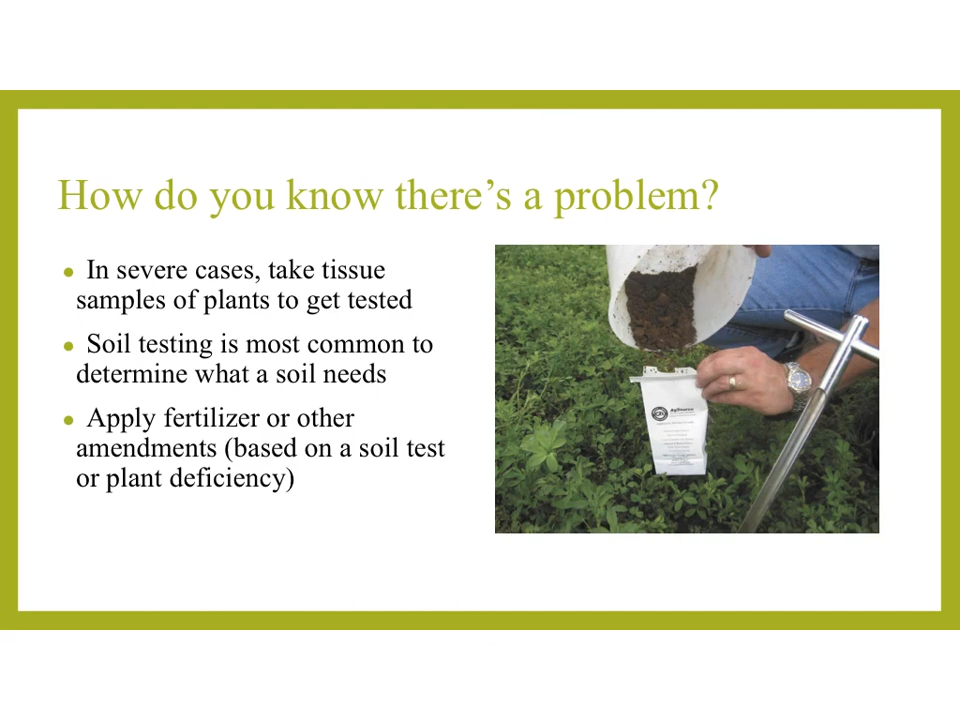 How do you know there’s a problem?
● In severe cases, take tissue
samples of plants to get tested
● Soil testing is most common to
determine what a soil needs
● Apply fertilizer or other
amendments (based on a soil test
or plant deficiency)
AgSource